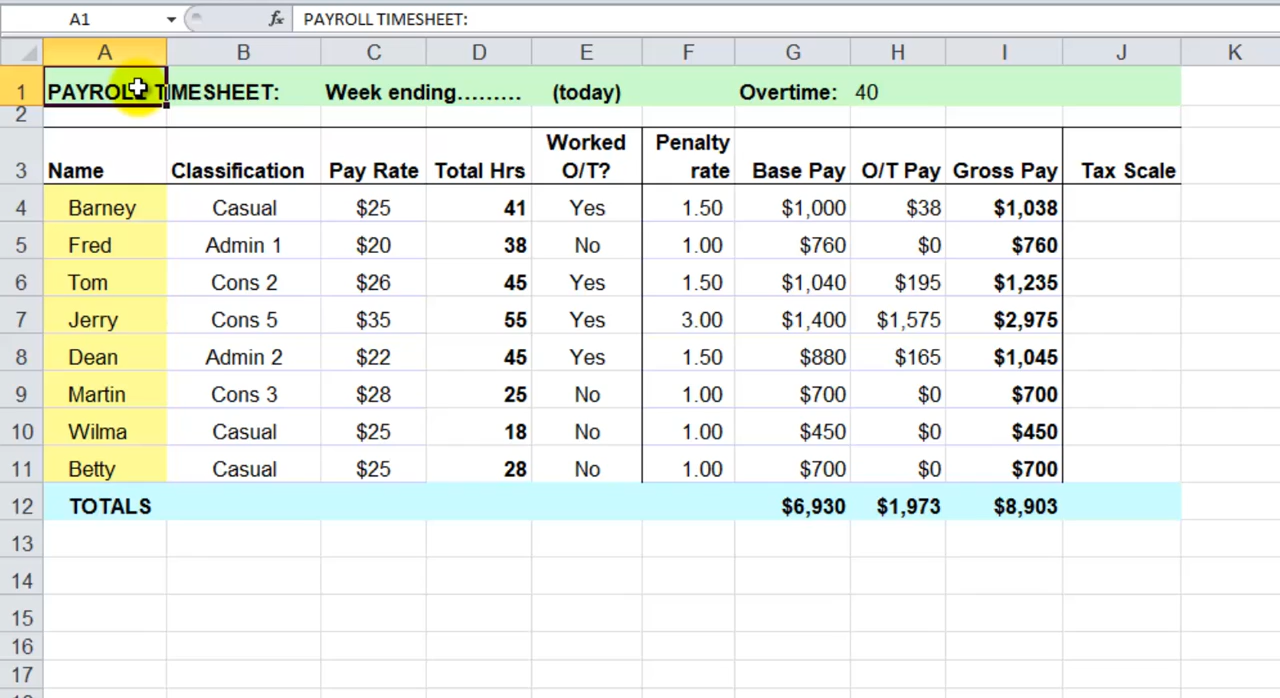 A1 fx PAYROLL TIMESHEET:
A B C D E F G H I J K
1 PAYROLL TIMESHEET: Week ending......... (today) Overtime: 40
2
3 Name Classification Pay Rate Total Hrs Worked O/T? Penalty rate Base Pay O/T Pay Gross Pay Tax Scale
4 Barney Casual $25 41 Yes 1.50 $1,000 $38 $1,038
5 Fred Admin 1 $20 38 No 1.00 $760 $0 $760
6 Tom Cons 2 $26 45 Yes 1.50 $1,040 $195 $1,235
7 Jerry Cons 5 $35 55 Yes 3.00 $1,400 $1,575 $2,975
8 Dean Admin 2 $22 45 Yes 1.50 $880 $165 $1,045
9 Martin Cons 3 $28 25 No 1.00 $700 $0 $700
10 Wilma Casual $25 18 No 1.00 $450 $0 $450
11 Betty Casual $25 28 No 1.00 $700 $0 $700
12 TOTALS $6,930 $1,973 $8,903
13
14
15
16
17